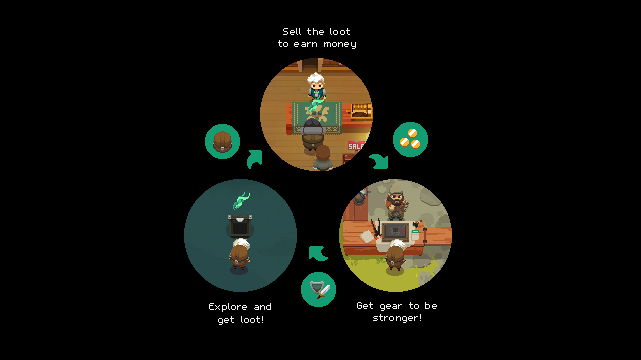 Sell the loot
to earn money
SALE
Explore and
get loot!
Get gear to be
stronger!